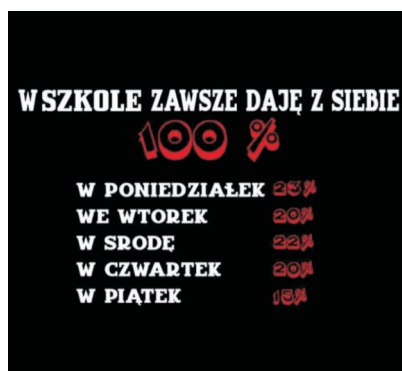 W SZKOLE ZAWSZE DAJĘ Z SIEBIE
100 %
W PONIEDZIAŁEK 23%
WE WTOREK 20%
W SRODĘ 22%
W CZWARTEK 20%
W PIĄTEK 15%